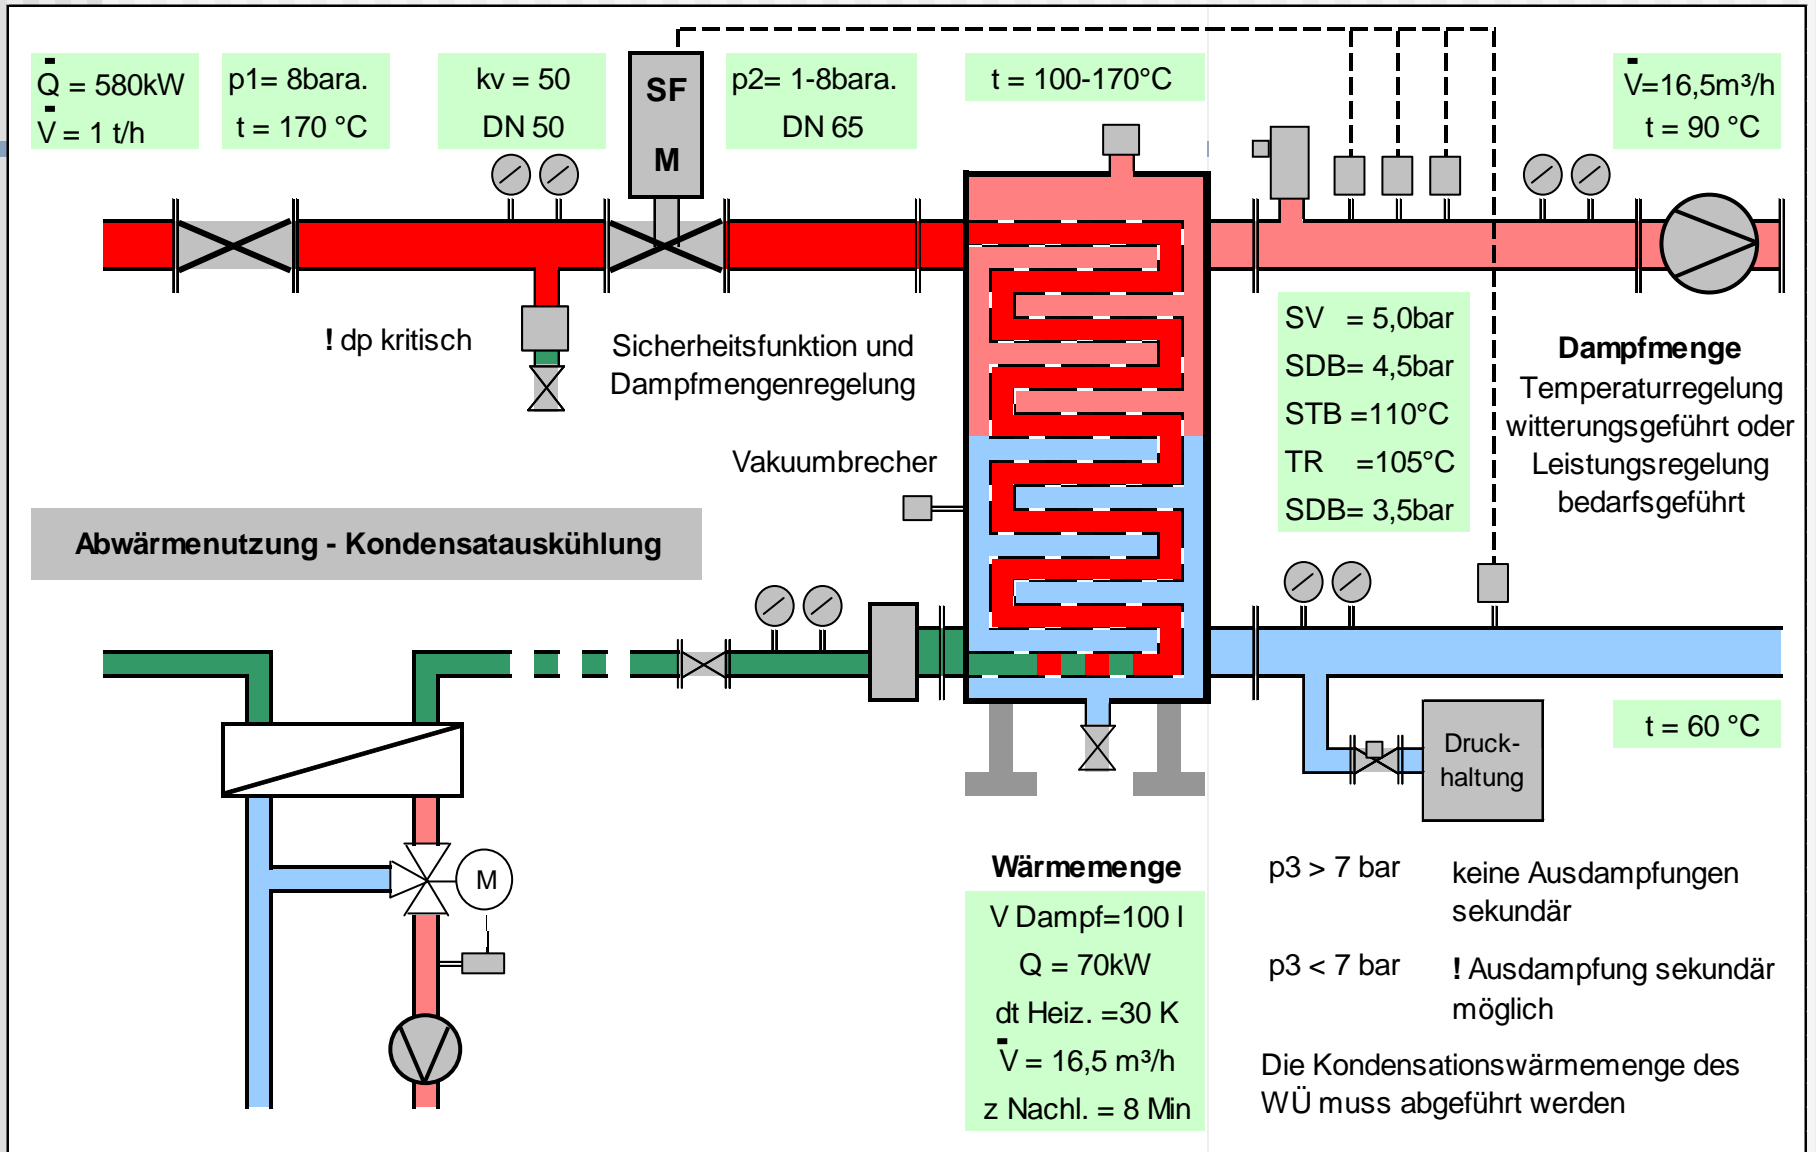 Q̄ = 580kW
V̄ = 1 t/h
p1= 8bara.
t = 170 °C
kv = 50
DN 50
SF
M
p2= 1-8bara.
DN 65
t = 100-170°C
V̄=16,5m³/h
t = 90 °C
! dp kritisch
Sicherheitsfunktion und
Dampfmengenregelung
SV = 5,0bar
SDB= 4,5bar
STB =110°C
TR =105°C
SDB= 3,5bar
Dampfmenge
Temperaturregelung
witterungsgeführt oder
Leistungsregelung
bedarfsgeführt
Vakuumbrecher
Abwärmenutzung - Kondensatauskühlung
t = 60 °C
Druck-
haltung
M
Wärmemenge
V Dampf=100 l
Q = 70kW
dt Heiz. =30 K
V̄ = 16,5 m³/h
z Nachl. = 8 Min
p3 > 7 bar keine Ausdampfungen
sekundär
p3 < 7 bar ! Ausdampfung sekundär
möglich
Die Kondensationswärmemenge des
WÜ muss abgeführt werden